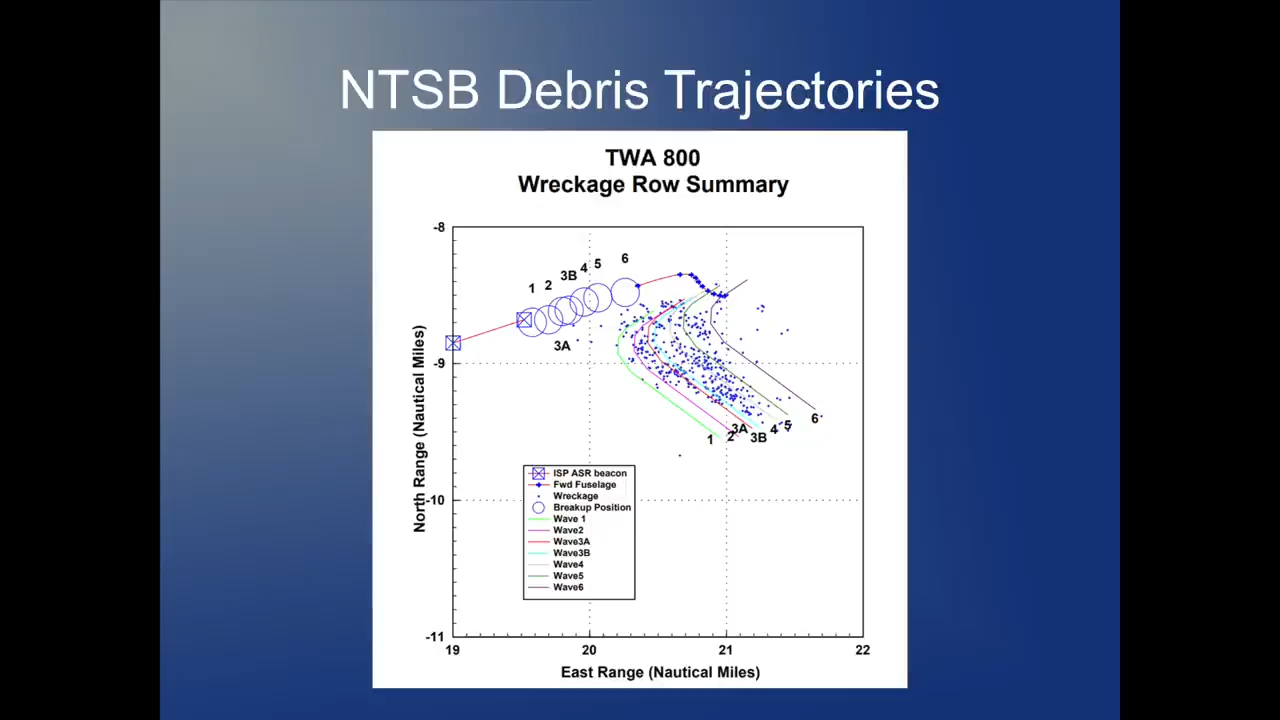 NTSB Debris Trajectories
TWA 800
Wreckage Row Summary
-8
-9
-10
-11
North Range (Nautical Miles)
1
2
3B
4
5
6
3A
1
2
3A
3B
4
5
6
ISP ASR beacon
Fwd Fuselage
Wreckage
Breakup Position
Wave 1
Wave2
Wave3A
Wave3B
Wave4
Wave5
Wave6
19
20
21
22
East Range (Nautical Miles)